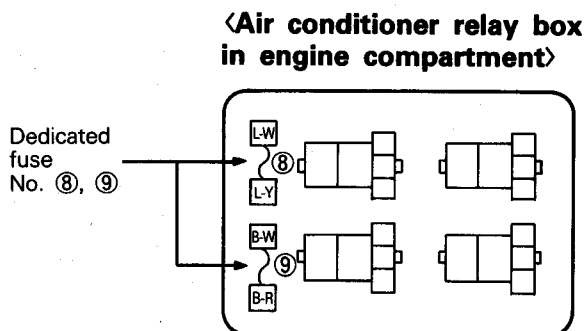 〈Air conditioner relay box
in engine compartment〉
Dedicated
fuse
No. ⑧, ⑨
L-W
⑧
L-Y
B-W
⑨
B-R